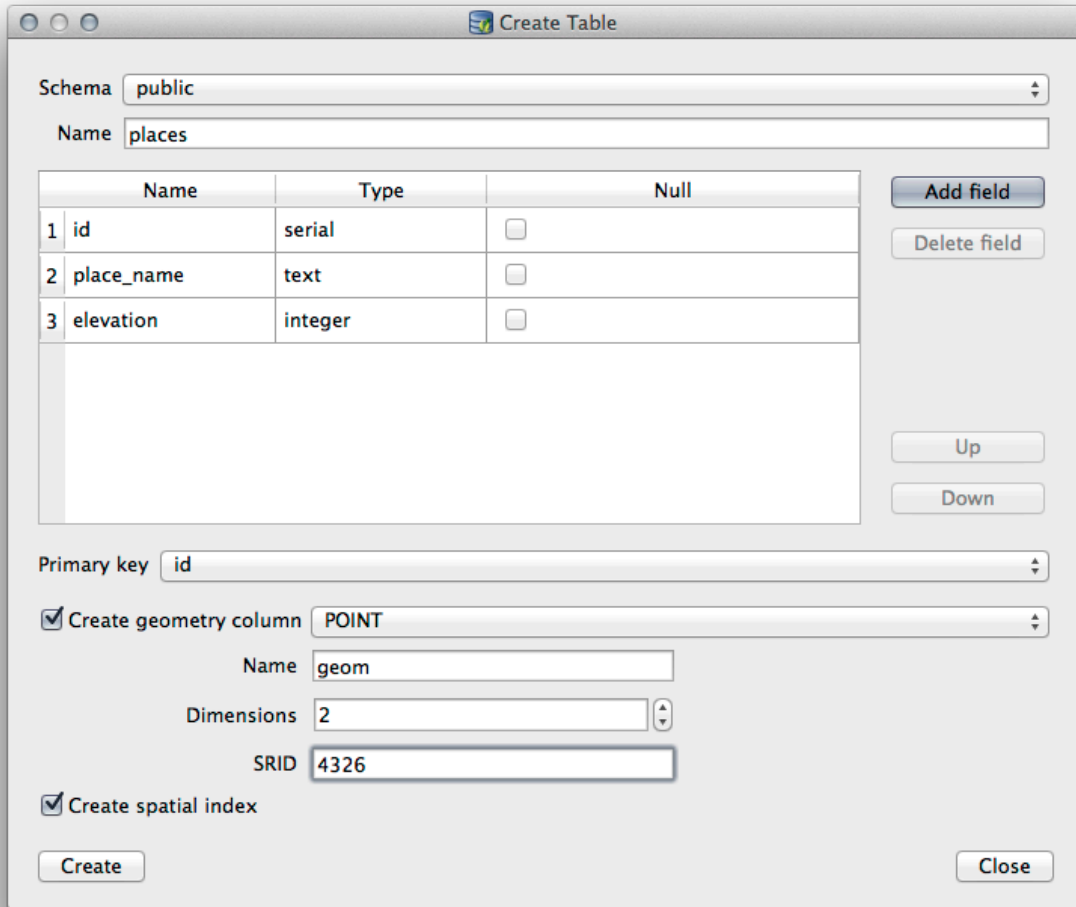 Create Table
Schema public
Name places
Name Type Null
1 id serial
2 place_name text
3 elevation integer
Add field
Delete field
Up
Down
Primary key id
Create geometry column POINT
Name geom
Dimensions 2
SRID 4326
Create spatial index
Create Close